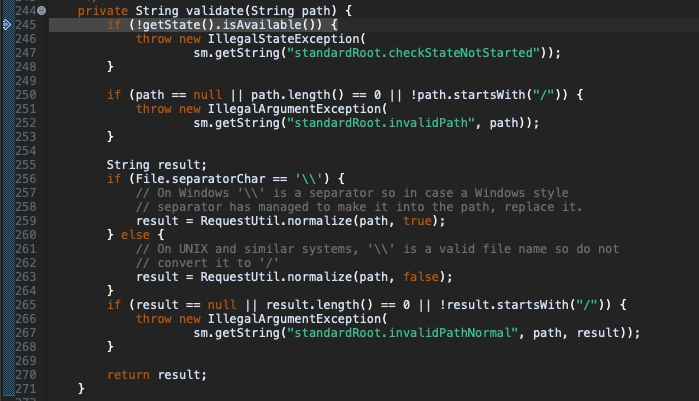 244 private String validate(String path) {
245 if (!getState().isAvailable()) {
246 throw new IllegalStateException(
247 sm.getString("standardRoot.checkStateNotStarted"));
248 }
249
250 if (path == null || path.length() == 0 || !path.startsWith("/")) {
251 throw new IllegalArgumentException(
252 sm.getString("standardRoot.invalidPath", path));
253 }
254
255 String result;
256 if (File.separatorChar == '\\') {
257 // On Windows '\\' is a separator so in case a Windows style
258 // separator has managed to make it into the path, replace it.
259 result = RequestUtil.normalize(path, true);
260 } else {
261 // On UNIX and similar systems, '\\' is a valid file name so do not
262 // convert it to '/'
263 result = RequestUtil.normalize(path, false);
264 }
265 if (result == null || result.length() == 0 || !result.startsWith("/")) {
266 throw new IllegalArgumentException(
267 sm.getString("standardRoot.invalidPathNormal", path, result));
268 }
269
270 return result;
271 }